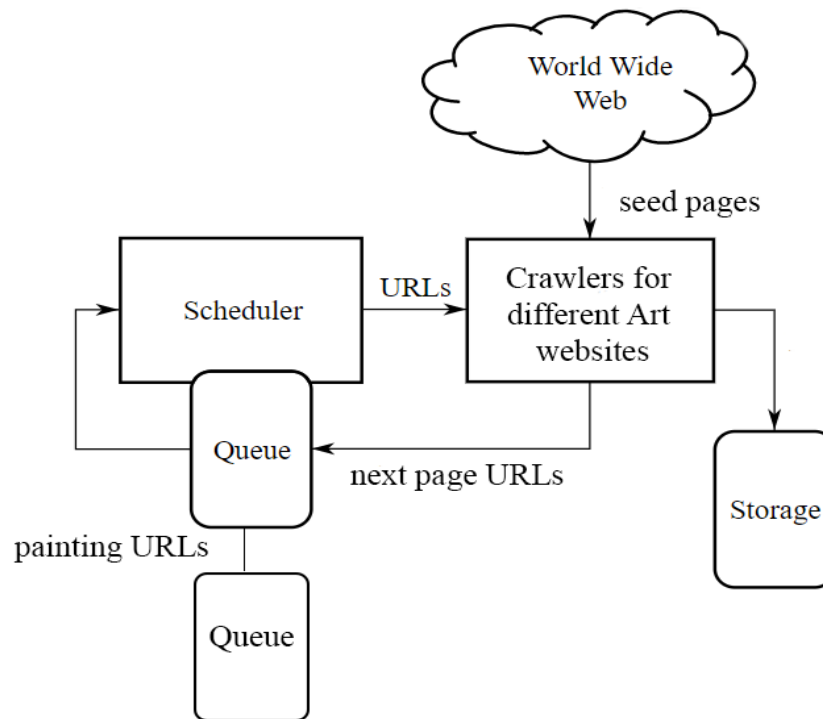 World Wide
Web
seed pages
Scheduler
URLs
Crawlers for
different Art
websites
Queue
next page URLs
Storage
painting URLs
Queue